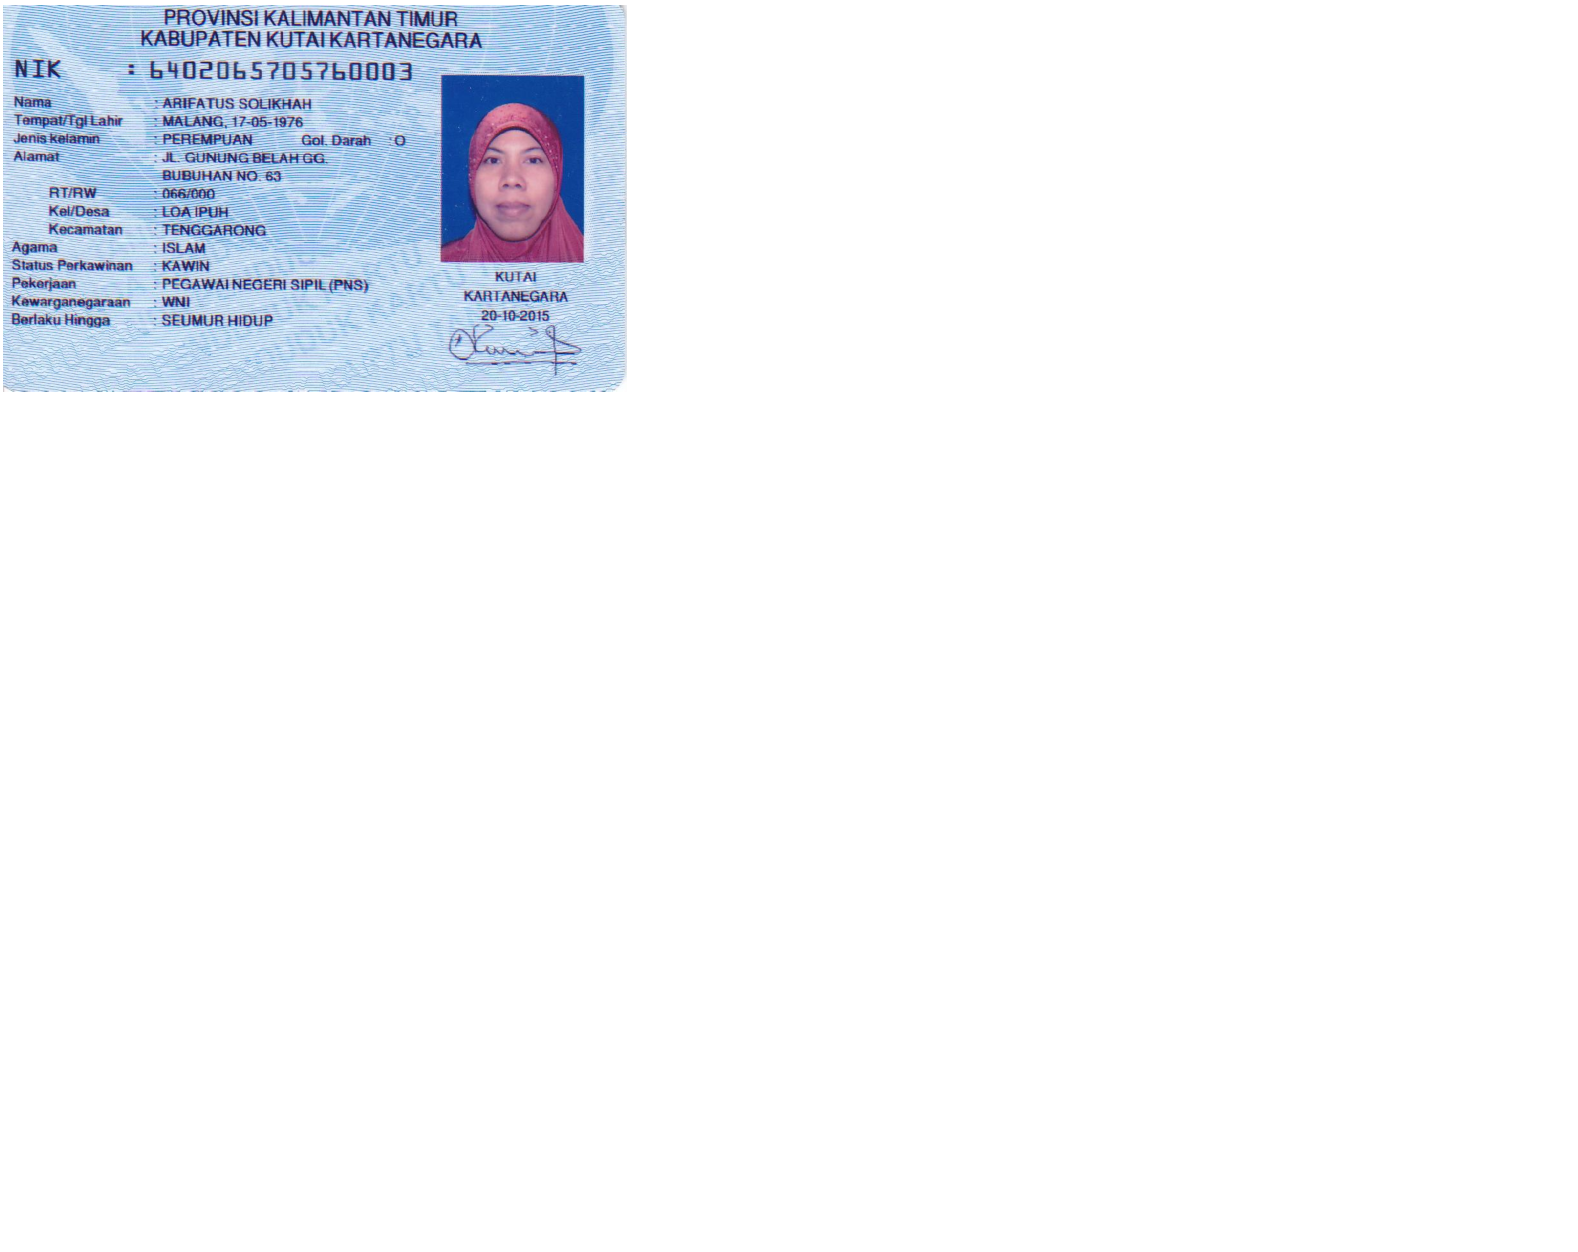 PROVINSI KALIMANTAN TIMUR
KABUPATEN KUTAI KARTANEGARA
NIK : 6402065705760003
Nama : ARIFATUS SOLIKHAH
Tempat/Tgl Lahir : MALANG, 17-05-1976
Jenis kelamin : PEREMPUAN Gol. Darah : O
Alamat : JL. GUNUNG BELAH GG.
BUBUHAN NO. 63
RT/RW : 066/000
Kel/Desa : LOA IPUH
Kecamatan : TENGGARONG
Agama : ISLAM
Status Perkawinan : KAWIN
Pekerjaan : PEGAWAI NEGERI SIPIL (PNS)
Kewarganegaraan : WNI
Berlaku Hingga : SEUMUR HIDUP
KUTAI
KARTANEGARA
20-10-2015